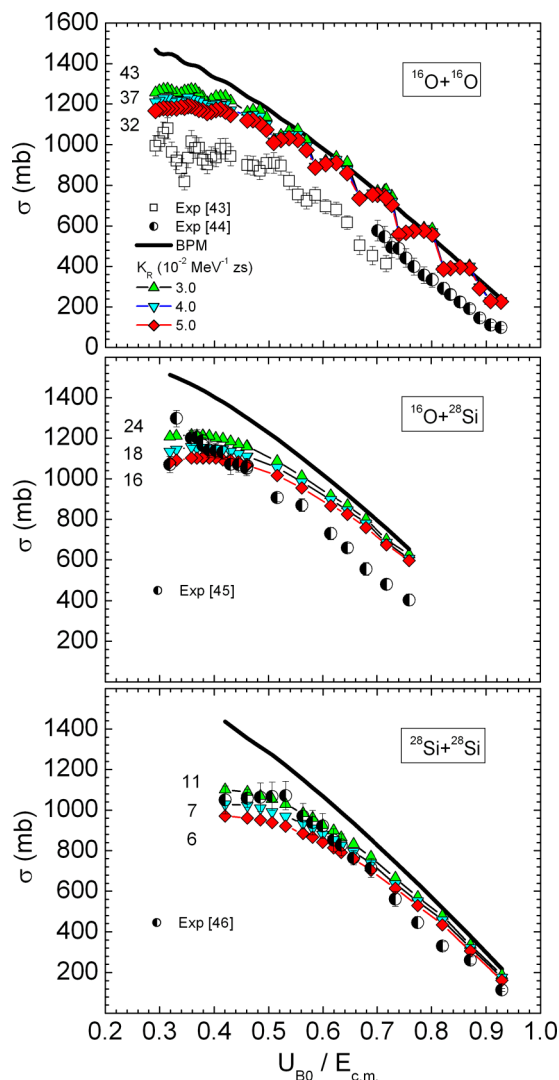 1600
1400
1200
1000
800
600
400
200
0
σ (mb)
43
37
32
¹⁶O+¹⁶O
Exp [43]
Exp [44]
BPM
K_R (10⁻² MeV⁻¹ zs)
3.0
4.0
5.0
1400
1200
1000
800
600
400
200
σ (mb)
24
18
16
¹⁶O+²⁸Si
Exp [45]
1400
1200
1000
800
600
400
200
σ (mb)
11
7
6
²⁸Si+²⁸Si
Exp [46]
0.2 0.3 0.4 0.5 0.6 0.7 0.8 0.9 1.0
U_B0 / E_c.m.